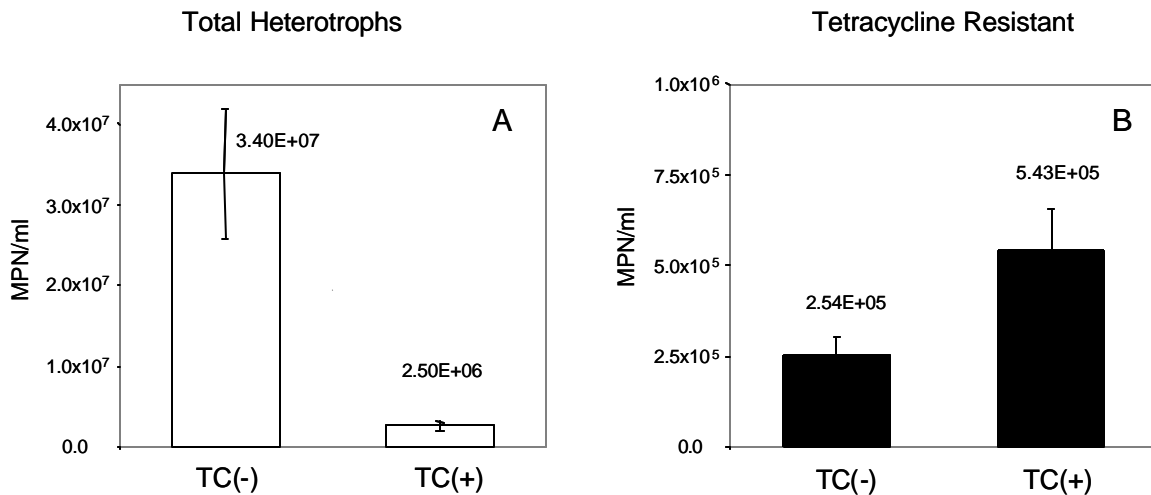 Total Heterotrophs
A
MPN/ml
4.0x10⁷
3.0x10⁷
2.0x10⁷
1.0x10⁷
0.0
3.40E+07
2.50E+06
TC(-) TC(+)
Tetracycline Resistant
B
MPN/ml
1.0x10⁶
7.5x10⁵
5.0x10⁵
2.5x10⁵
0.0
2.54E+05
5.43E+05
TC(-) TC(+)